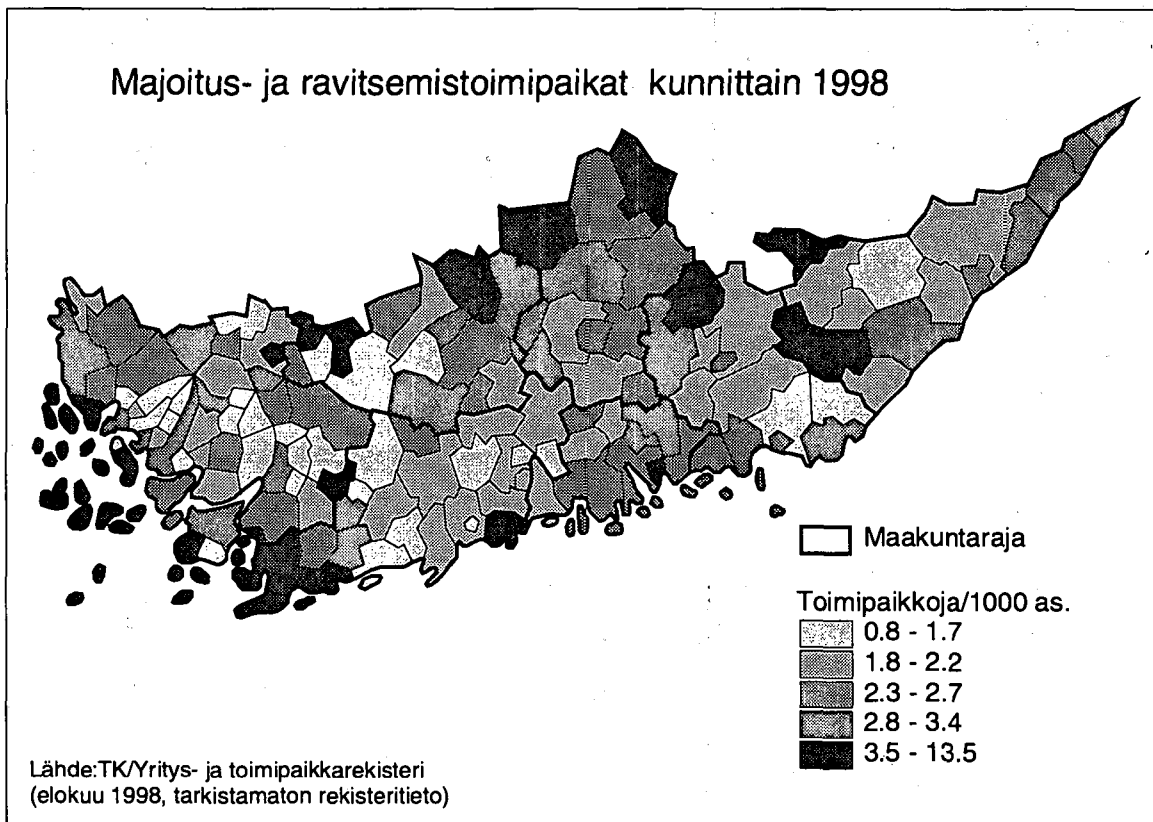 Majoitus- ja ravitsemistoimipaikat kunnittain 1998
Maakuntaraja
Toimipaikkoja/1000 as.
0.8 - 1.7
1.8 - 2.2
2.3 - 2.7
2.8 - 3.4
3.5 - 13.5
Lähde:TK/Yritys- ja toimipaikkarekisteri
(elokuu 1998, tarkistamaton rekisteritieto)